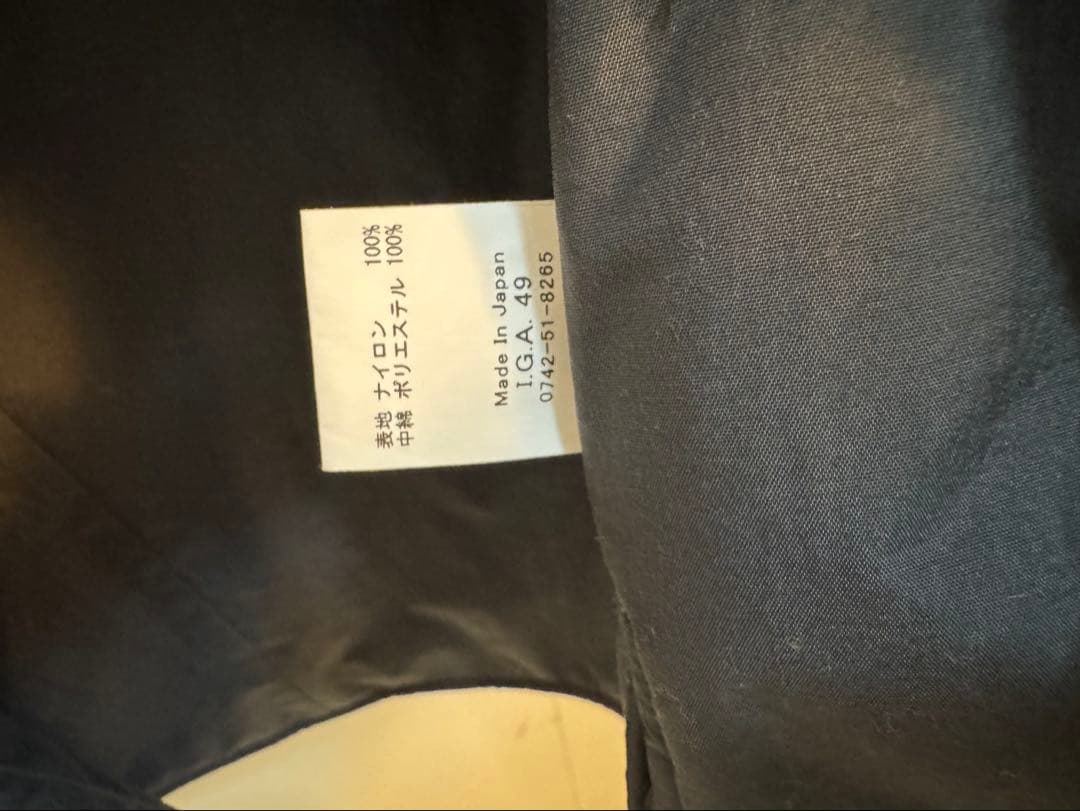 表地 ナイロン 100%
中綿 ポリエステル 100%
Made In Japan
I.G.A. 49
0742-51-8265